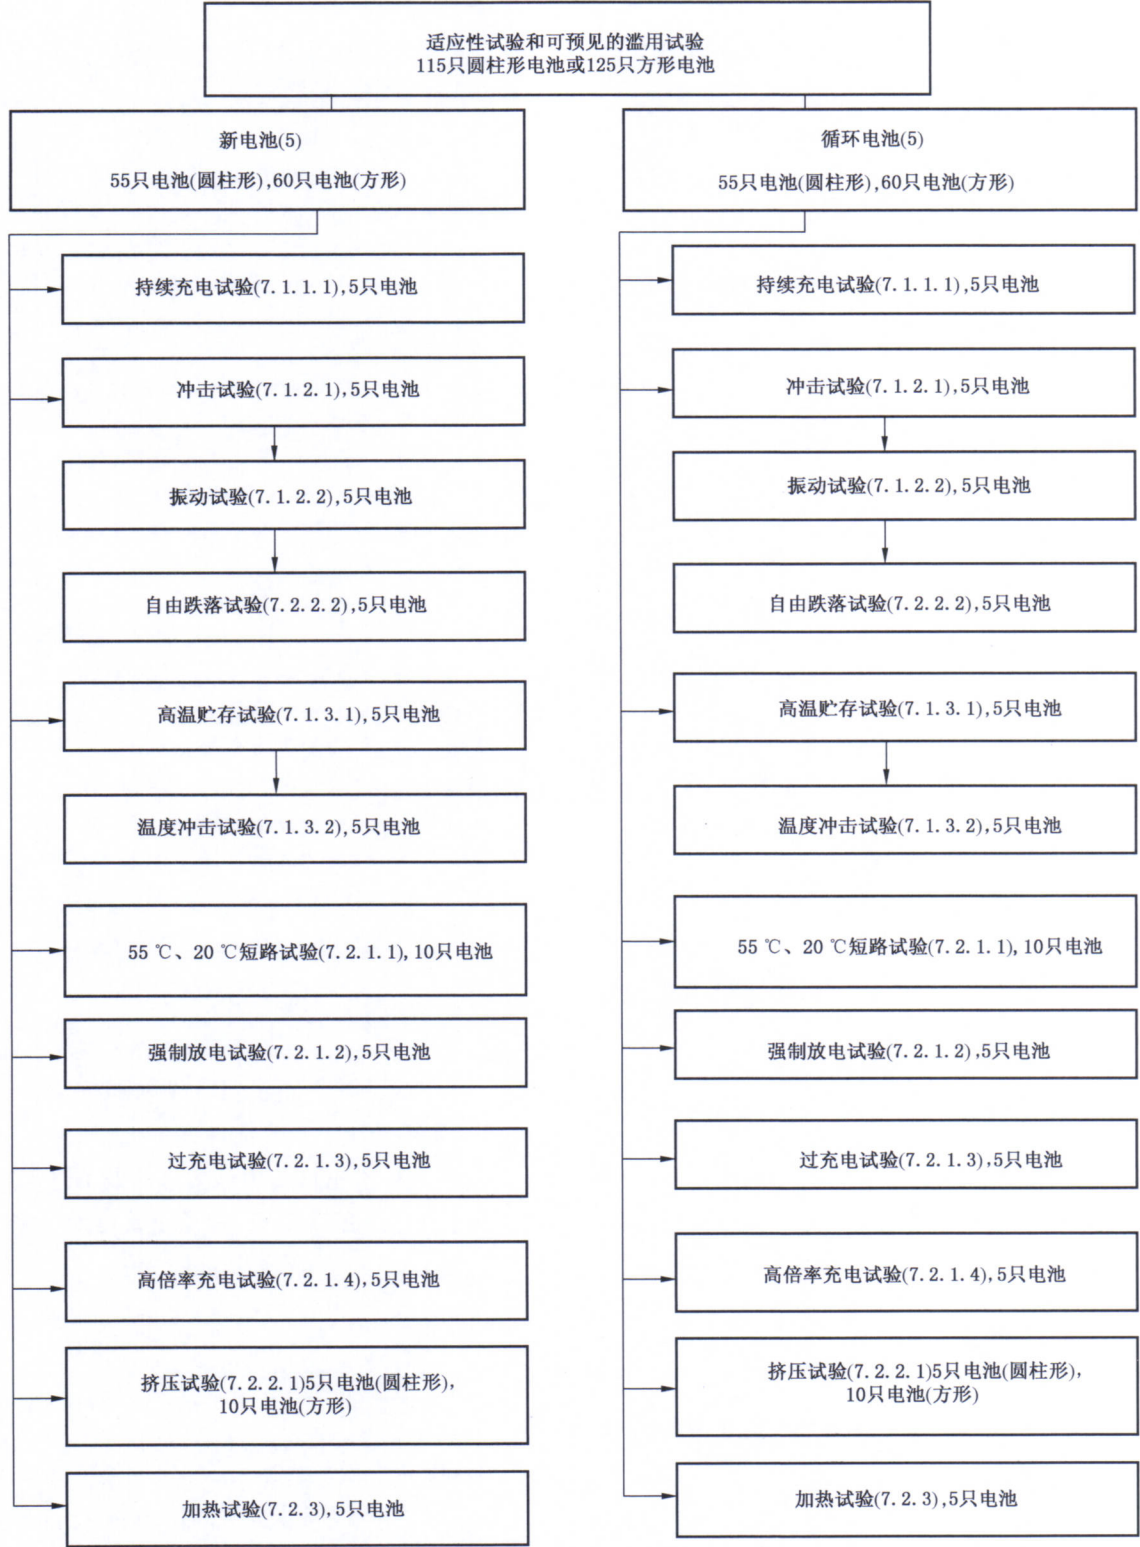 适应性试验和可预见的滥用试验
115只圆柱形电池或125只方形电池
新电池(5)
55只电池(圆柱形),60只电池(方形)
持续充电试验(7.1.1.1),5只电池
冲击试验(7.1.2.1),5只电池
振动试验(7.1.2.2),5只电池
自由跌落试验(7.2.2.2),5只电池
高温贮存试验(7.1.3.1),5只电池
温度冲击试验(7.1.3.2),5只电池
55 ℃、20 ℃短路试验(7.2.1.1),10只电池
强制放电试验(7.2.1.2),5只电池
过充电试验(7.2.1.3),5只电池
高倍率充电试验(7.2.1.4),5只电池
挤压试验(7.2.2.1)5只电池(圆柱形),
10只电池(方形)
加热试验(7.2.3),5只电池
循环电池(5)
55只电池(圆柱形),60只电池(方形)
持续充电试验(7.1.1.1),5只电池
冲击试验(7.1.2.1),5只电池
振动试验(7.1.2.2),5只电池
自由跌落试验(7.2.2.2),5只电池
高温贮存试验(7.1.3.1),5只电池
温度冲击试验(7.1.3.2),5只电池
55 ℃、20 ℃短路试验(7.2.1.1),10只电池
强制放电试验(7.2.1.2),5只电池
过充电试验(7.2.1.3),5只电池
高倍率充电试验(7.2.1.4),5只电池
挤压试验(7.2.2.1)5只电池(圆柱形),
10只电池(方形)
加热试验(7.2.3),5只电池